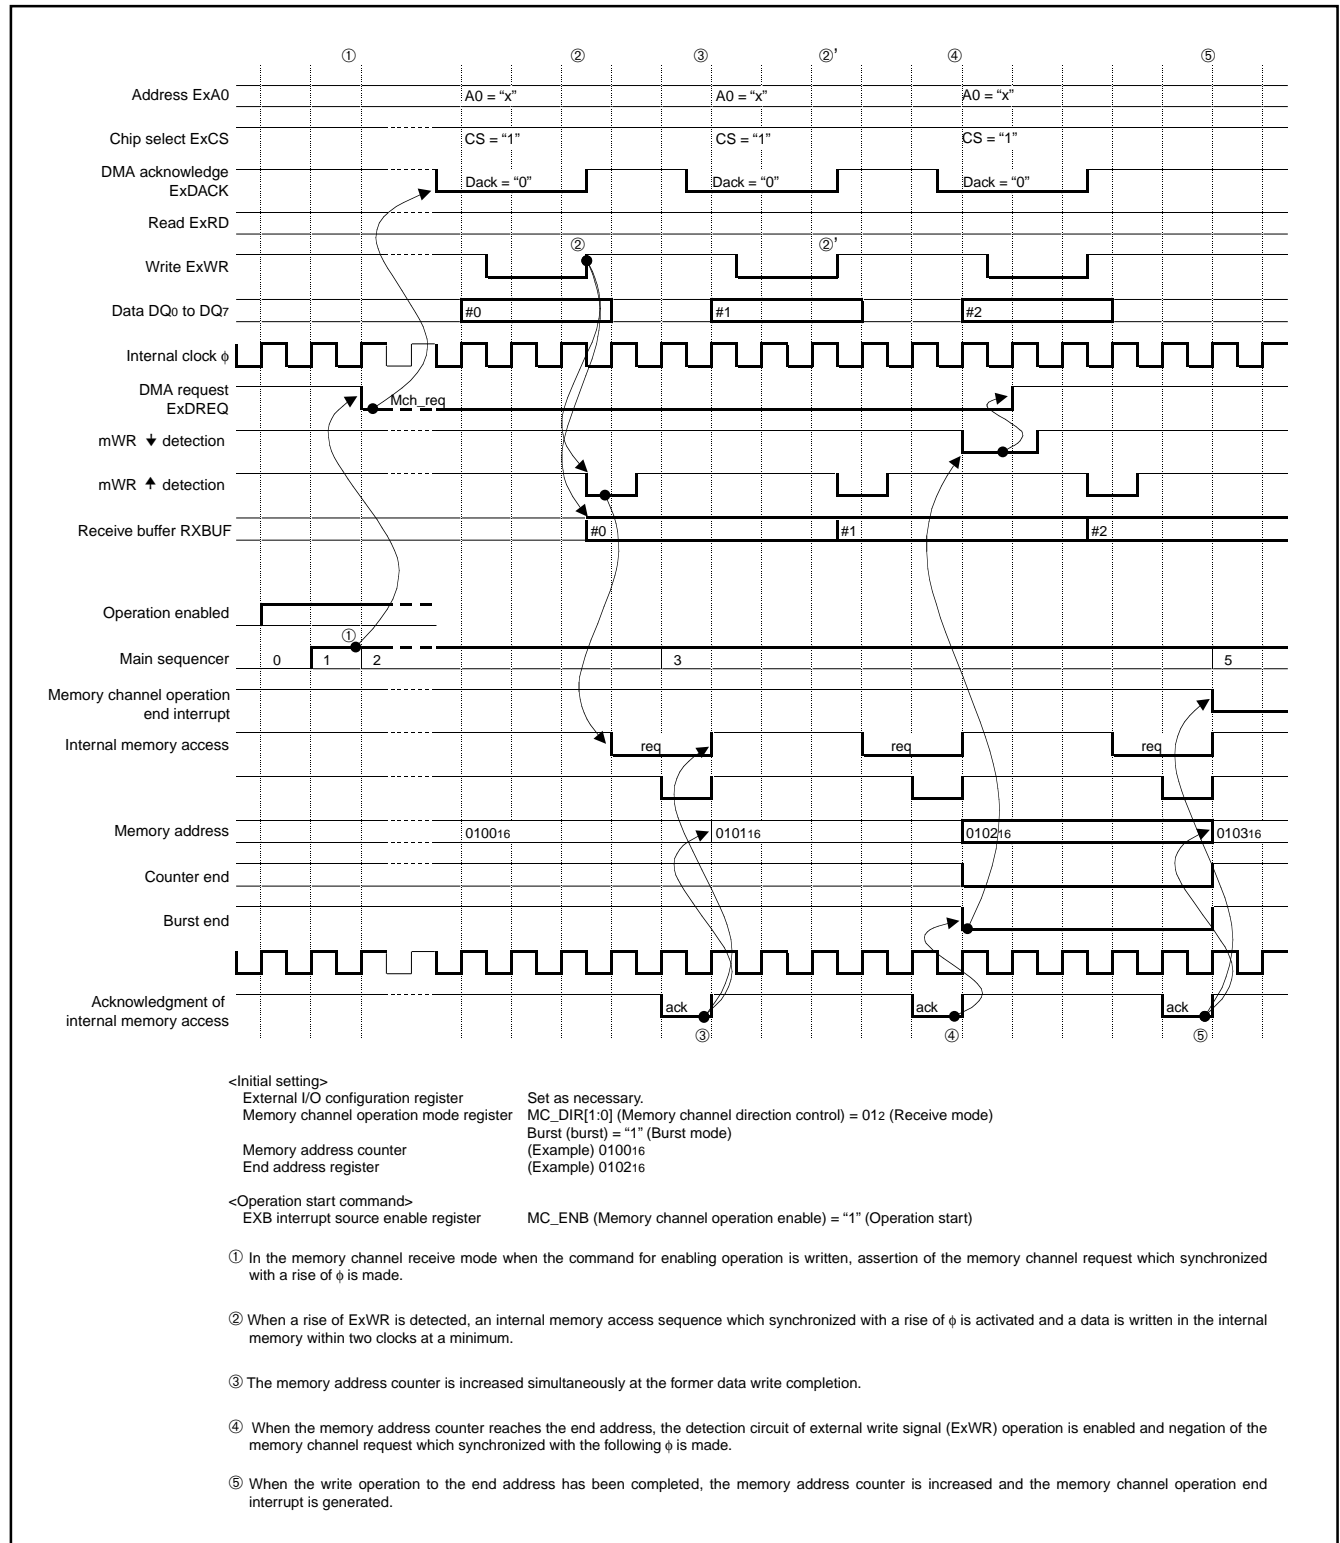 ① ② ③ ②’ ④ ⑤
Address ExA0 A0 = “x” A0 = “x” A0 = “x”
Chip select ExCS CS = “1” CS = “1” CS = “1”
DMA acknowledge
ExDACK Dack = “0” Dack = “0” Dack = “0”
Read ExRD
② ②’
Write ExWR
Data DQ0 to DQ7 #0 #1 #2
Internal clock ϕ
DMA request
ExDREQ Mch_req
mWR ↓ detection
mWR ↑ detection
Receive buffer RXBUF #0 #1 #2
Operation enabled
①
Main sequencer 0 1 2 3 5
Memory channel operation
end interrupt
Internal memory access req req req
Memory address 010016 010116 010216 010316
Counter end
Burst end
Acknowledgment of
internal memory access ack ack ack
③ ④ ⑤
<Initial setting>
External I/O configuration register Set as necessary.
Memory channel operation mode register MC_DIR[1:0] (Memory channel direction control) = 012 (Receive mode)
Burst (burst) = “1” (Burst mode)
Memory address counter (Example) 010016
End address register (Example) 010216
<Operation start command>
EXB interrupt source enable register MC_ENB (Memory channel operation enable) = “1” (Operation start)
① In the memory channel receive mode when the command for enabling operation is written, assertion of the memory channel request which synchronized
with a rise of ϕ is made.
② When a rise of ExWR is detected, an internal memory access sequence which synchronized with a rise of ϕ is activated and a data is written in the internal
memory within two clocks at a minimum.
③ The memory address counter is increased simultaneously at the former data write completion.
④ When the memory address counter reaches the end address, the detection circuit of external write signal (ExWR) operation is enabled and negation of the
memory channel request which synchronized with the following ϕ is made.
⑤ When the write operation to the end address has been completed, the memory address counter is increased and the memory channel operation end
interrupt is generated.